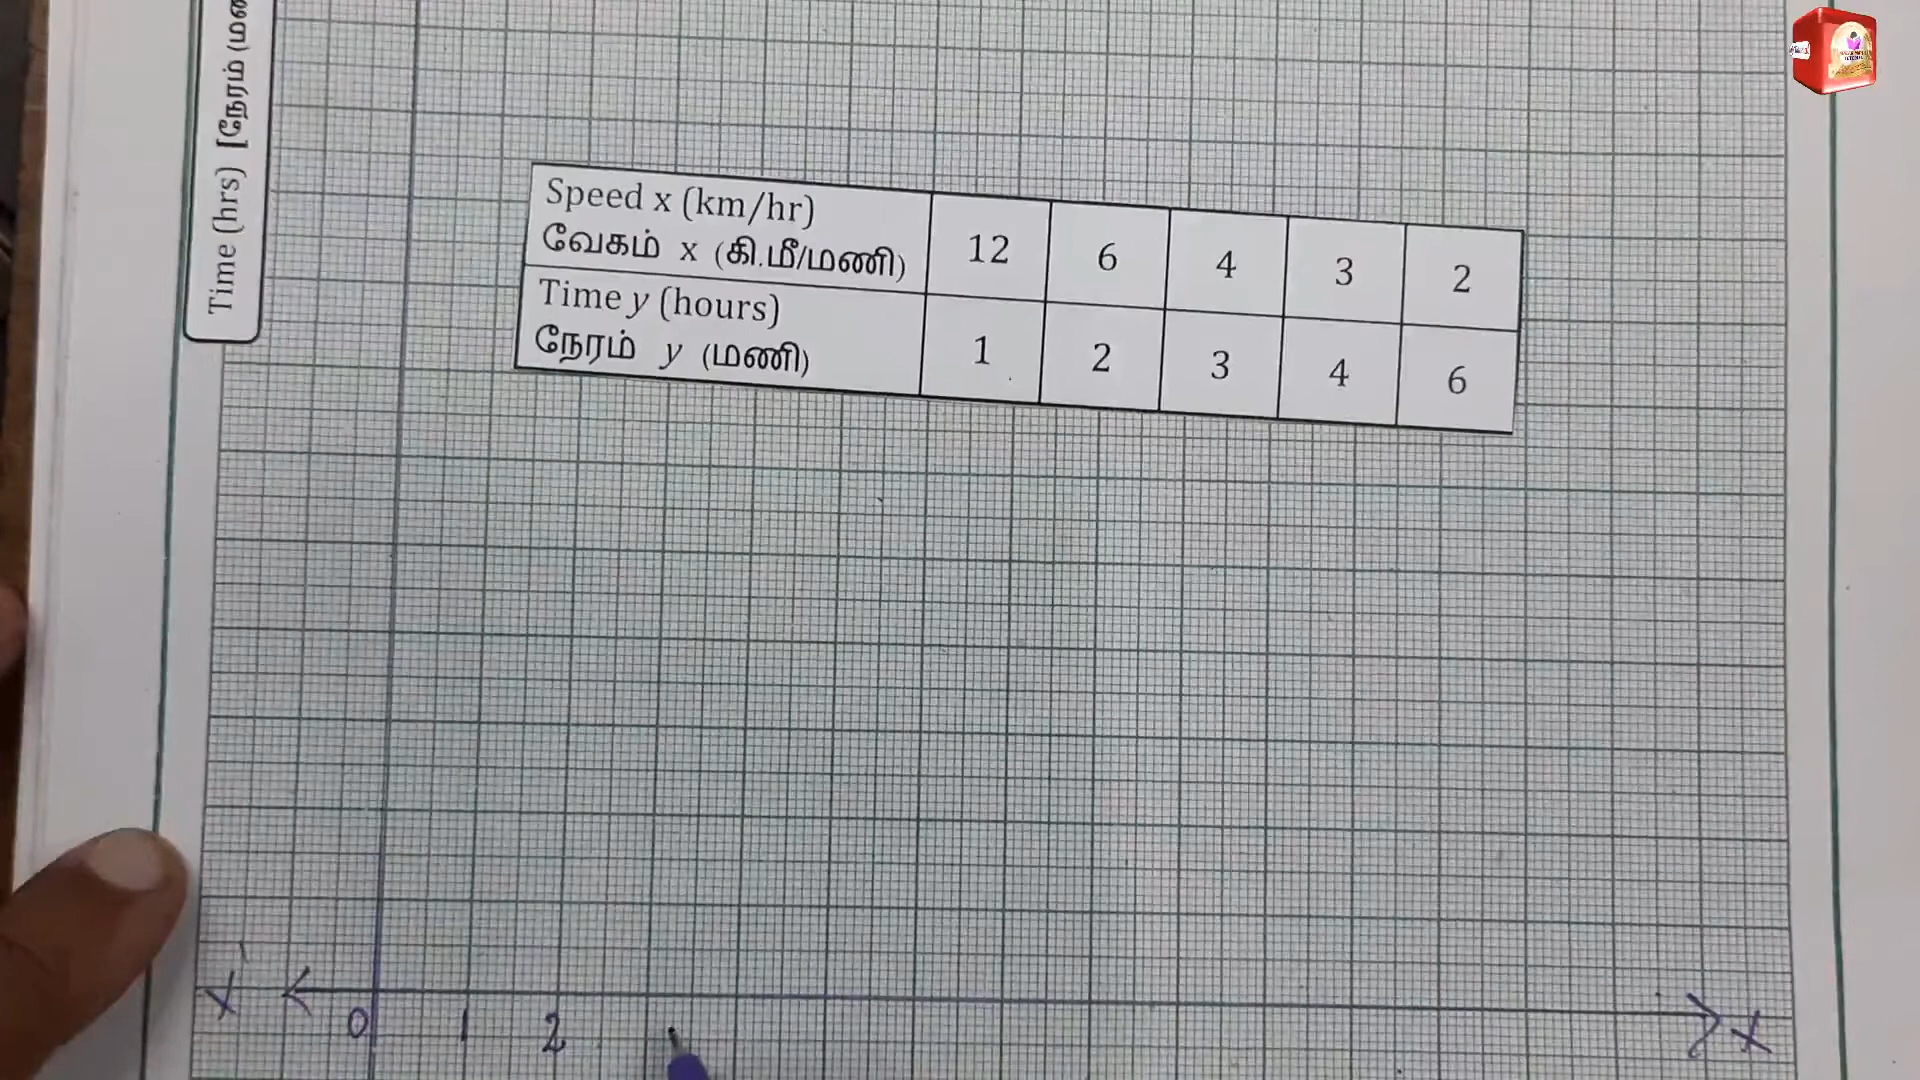 Time (hrs) [நேரம் (மணி
Speed x (km/hr) 12 6 4 3 2
வேகம் x (கி.மீ/மணி)
Time y (hours) 1 2 3 4 6
நேரம் y (மணி)
X' X
0 1 2